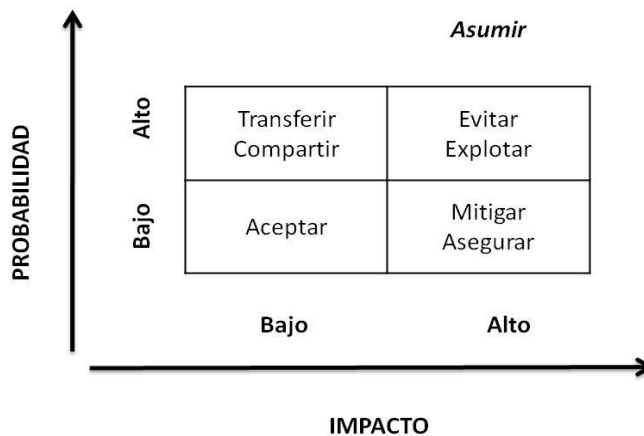 Asumir
PROBABILIDAD
Alto
Transferir
Compartir
Evitar
Explotar
Bajo
Aceptar
Mitigar
Asegurar
Bajo
Alto
IMPACTO